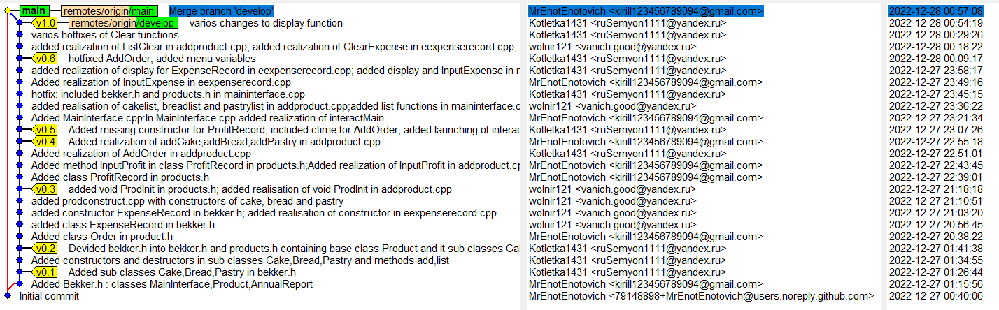 main remotes/origin/main Merge branch 'develop' MrEnotEnotovich <kirill123456789094@gmail.com> 2022-12-28 00:57:08
v1.0 remotes/origin/develop varios changes to display function Kotletka1431 <ruSemyon1111@yandex.ru> 2022-12-28 00:54:19
varios hotfixes of Clear functions Kotletka1431 <ruSemyon1111@yandex.ru> 2022-12-28 00:29:26
added realization of ListClear in addproduct.cpp; added realization of ClearExpense in eexpenserecord.cpp; wolnir121 <vanich.good@yandex.ru> 2022-12-28 00:18:22
v0.6 hotfixed AddOrder; added menu variables Kotletka1431 <ruSemyon1111@yandex.ru> 2022-12-28 00:09:17
added realization of display for ExpenseRecord in eexpenserecord.cpp; added display and InputExpense in Kotletka1431 <ruSemyon1111@yandex.ru> 2022-12-27 23:58:17
Added realization of InputExpense in eexpenserecord.cpp MrEnotEnotovich <kirill123456789094@gmail.com> 2022-12-27 23:49:16
hotfix: included bekker.h and products.h in maininterface.cpp Kotletka1431 <ruSemyon1111@yandex.ru> 2022-12-27 23:45:15
added realisation of cakelist, breadlist and pastrylist in addproduct.cpp;added list functions in maininterface.c wolnir121 <vanich.good@yandex.ru> 2022-12-27 23:36:22
Added MainInterface.cpp:In MainInterface.cpp added realization of interactMain MrEnotEnotovich <kirill123456789094@gmail.com> 2022-12-27 23:21:34
v0.5 Added missing constructor for ProfitRecord, included ctime for AddOrder, added launching of interac Kotletka1431 <ruSemyon1111@yandex.ru> 2022-12-27 23:07:26
v0.4 Added realization of addCake,addBread,addPastry in addproduct.cpp MrEnotEnotovich <kirill123456789094@gmail.com> 2022-12-27 22:55:18
Added realization of AddOrder in addproduct.cpp Kotletka1431 <ruSemyon1111@yandex.ru> 2022-12-27 22:51:01
Added method InputProfit in class ProfitRecord in products.h;Added realization of InputProfit in addproduct.cp MrEnotEnotovich <kirill123456789094@gmail.com> 2022-12-27 22:43:45
Added class ProfitRecord in products.h MrEnotEnotovich <kirill123456789094@gmail.com> 2022-12-27 22:39:01
v0.3 added void ProdInit in products.h; added realisation of void ProdInit in addproduct.cpp wolnir121 <vanich.good@yandex.ru> 2022-12-27 21:18:18
added prodconstruct.cpp with constructors of cake, bread and pastry wolnir121 <vanich.good@yandex.ru> 2022-12-27 21:10:51
added constructor ExpenseRecord in bekker.h; added realisation of constructor in eexpenserecord.cpp wolnir121 <vanich.good@yandex.ru> 2022-12-27 21:03:20
added class ExpenseRecord in bekker.h wolnir121 <vanich.good@yandex.ru> 2022-12-27 20:56:45
Added class Order in product.h MrEnotEnotovich <kirill123456789094@gmail.com> 2022-12-27 20:38:22
v0.2 Devided bekker.h into bekker.h and products.h containing base class Product and it sub classes Cak Kotletka1431 <ruSemyon1111@yandex.ru> 2022-12-27 01:41:38
Added constructors and destructors in sub classes Cake,Bread,Pastry and methods add,list Kotletka1431 <ruSemyon1111@yandex.ru> 2022-12-27 01:34:55
v0.1 Added sub classes Cake,Bread,Pastry in bekker.h Kotletka1431 <ruSemyon1111@yandex.ru> 2022-12-27 01:26:44
Added Bekker.h : classes MainInterface,Product,AnnualReport MrEnotEnotovich <kirill123456789094@gmail.com> 2022-12-27 01:15:56
Initial commit MrEnotEnotovich <79148898+MrEnotEnotovich@users.noreply.github.com> 2022-12-27 00:40:06